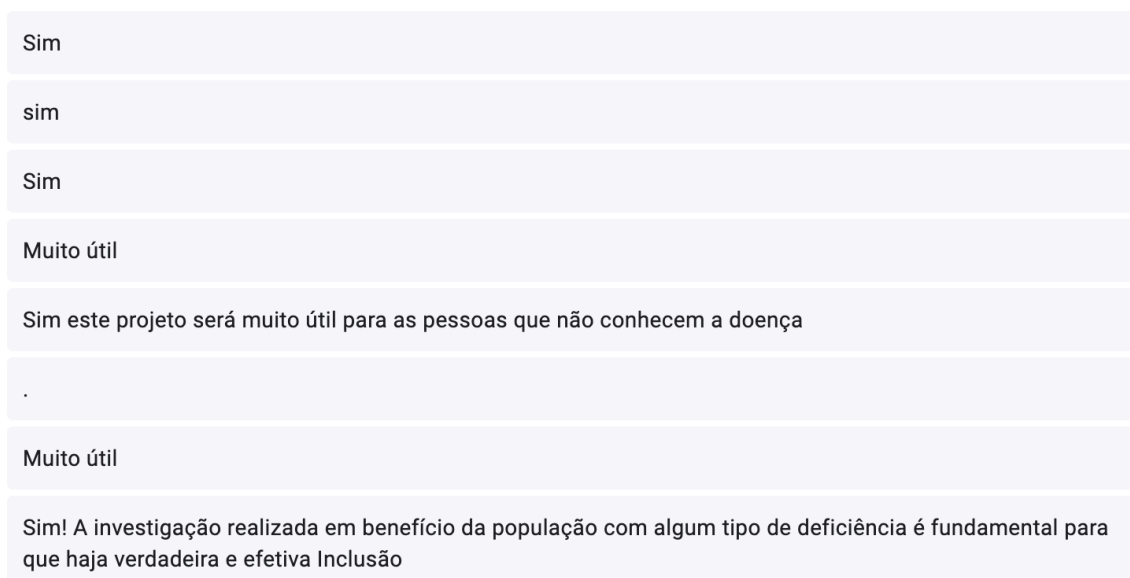 Sim
sim
Sim
Muito útil
Sim este projeto será muito útil para as pessoas que não conhecem a doença
.
Muito útil
Sim! A investigação realizada em benefício da população com algum tipo de deficiência é fundamental para
que haja verdadeira e efetiva Inclusão